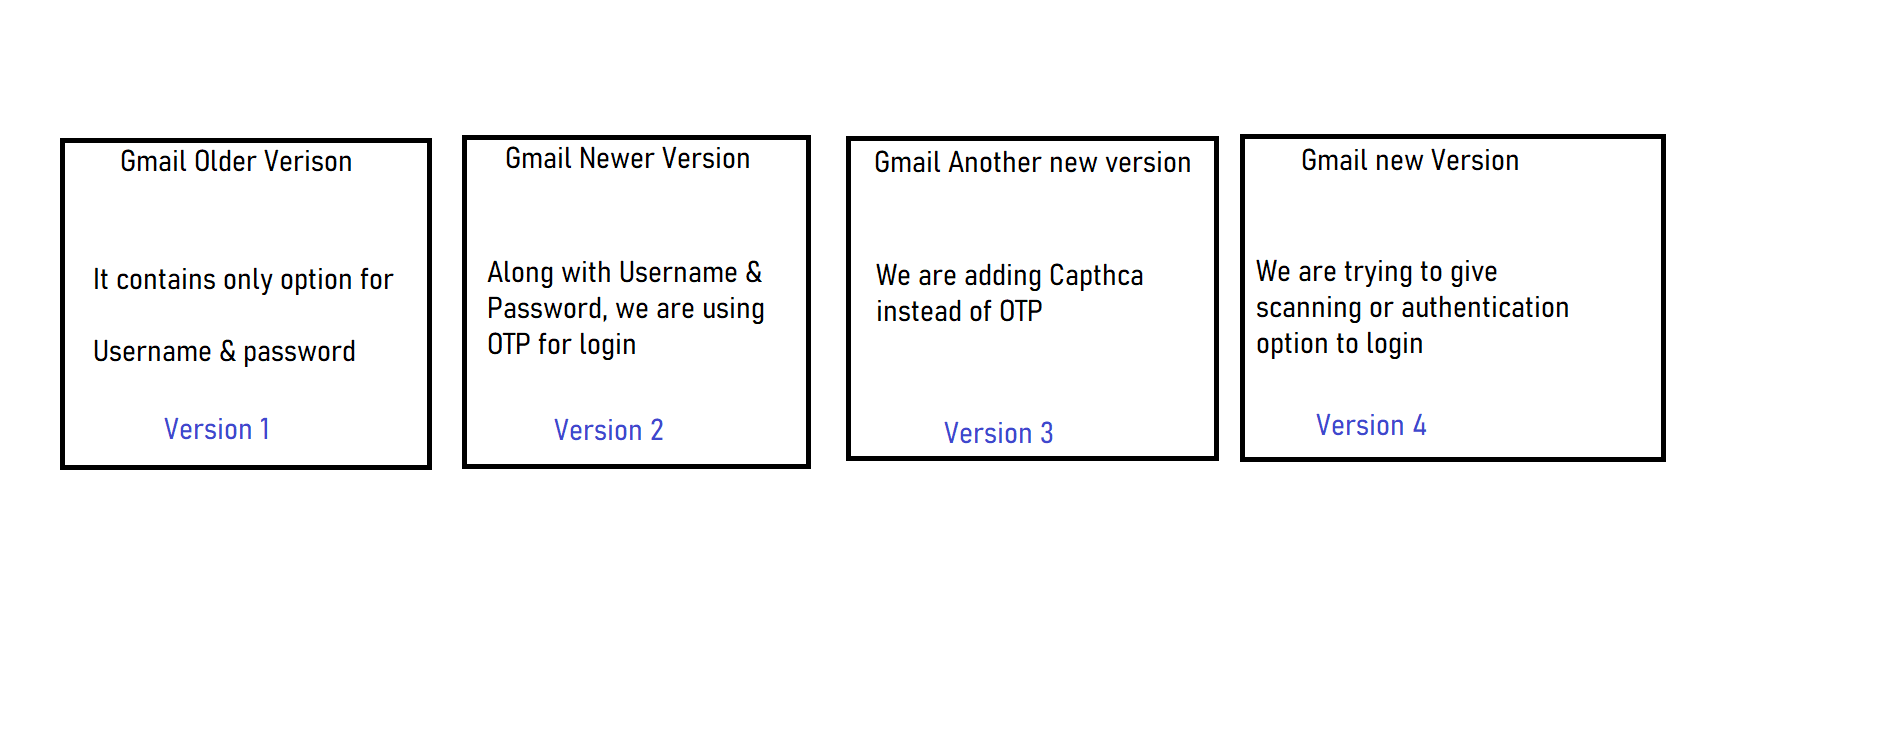 Gmail Older Verison
It contains only option for
Username & password
Version 1
Gmail Newer Version
Along with Username &
Password, we are using
OTP for login
Version 2
Gmail Another new version
We are adding Capthca
instead of OTP
Version 3
Gmail new Version
We are trying to give
scanning or authentication
option to login
Version 4